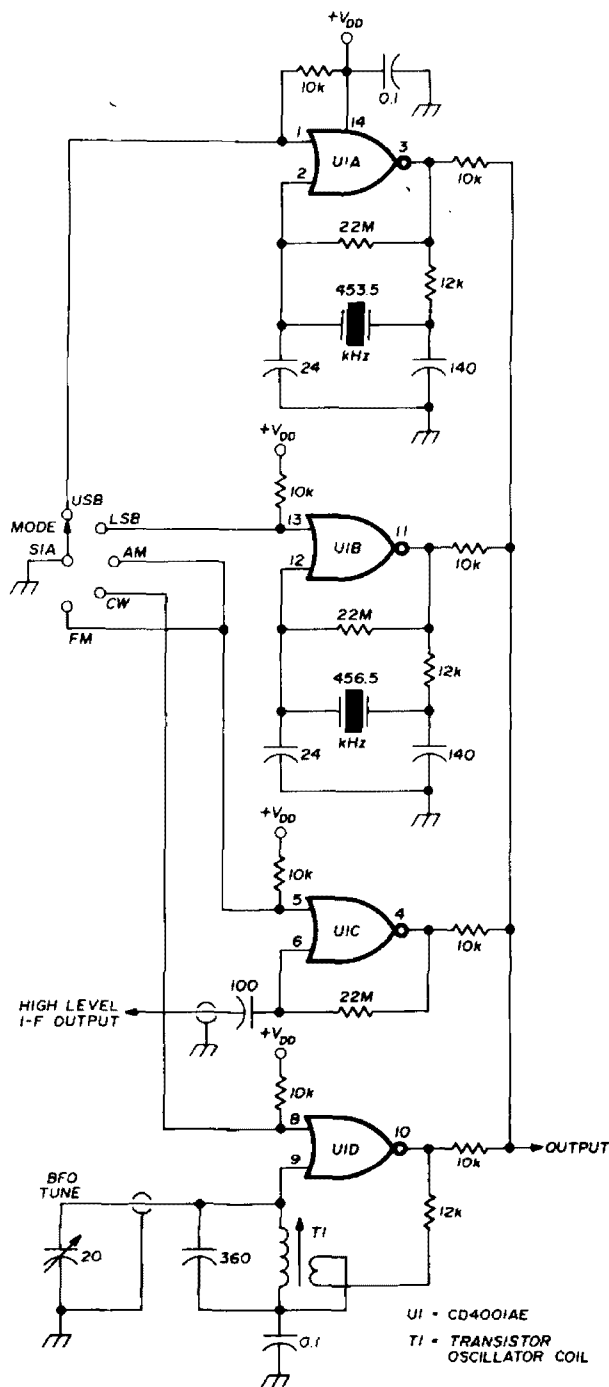 +VDD
10k
0.1
14
1
U1A
3
2
10k
22M
12k
453.5
kHz
24
140
+VDD
10k
USB
LSB
13
11
MODE
U1B
10k
S1A
AM
12
CW
22M
FM
12k
456.5
kHz
24
140
+VDD
10k
5
4
U1C
10k
6
100
HIGH LEVEL
I-F OUTPUT
22M
+VDD
10k
8
10
U1D
9
10k
OUTPUT
BFO
TUNE
12k
T1
20
360
0.1
U1 = CD4001AE
T1 = TRANSISTOR
OSCILLATOR COIL